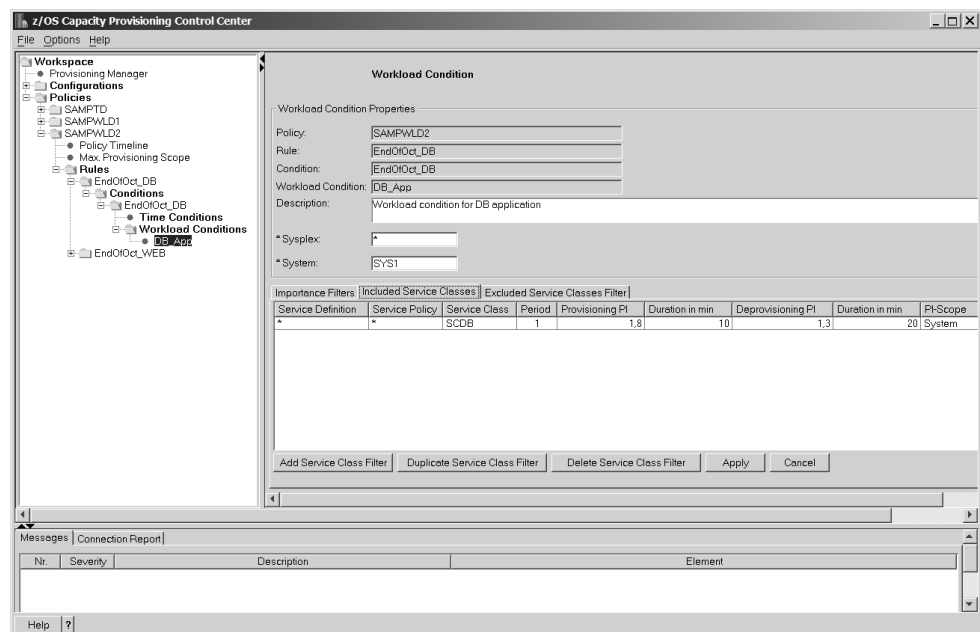 z/OS Capacity Provisioning Control Center
File Options Help
Workspace
Provisioning Manager
Configurations
Policies
SAMPTD
SAMPWLD1
SAMPWLD2
Policy Timeline
Max. Provisioning Scope
Rules
EndOfOct_DB
Conditions
EndOfOct_DB
Time Conditions
Workload Conditions
DB_App
EndOfOct_WEB
Workload Condition
Workload Condition Properties
Policy: SAMPWLD2
Rule: EndOfOct_DB
Condition: EndOfOct_DB
Workload Condition: DB_App
Description: Workload condition for DB application
* Sysplex: *
* System: SYS1
Importance Filters Included Service Classes Excluded Service Classes Filter
Service Definition Service Policy Service Class Period Provisioning PI Duration in min Deprovisioning PI Duration in min PI-Scope
* * SCDB 1 1,8 10 1,3 20 System
Add Service Class Filter Duplicate Service Class Filter Delete Service Class Filter Apply Cancel
Messages Connection Report
Nr. Severity Description Element
Help ?